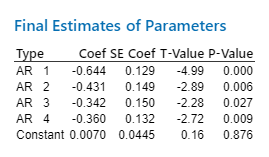 Final Estimates of Parameters
Type Coef SE Coef T-Value P-Value
AR 1 -0.644 0.129 -4.99 0.000
AR 2 -0.431 0.149 -2.89 0.006
AR 3 -0.342 0.150 -2.28 0.027
AR 4 -0.360 0.132 -2.72 0.009
Constant 0.0070 0.0445 0.16 0.876